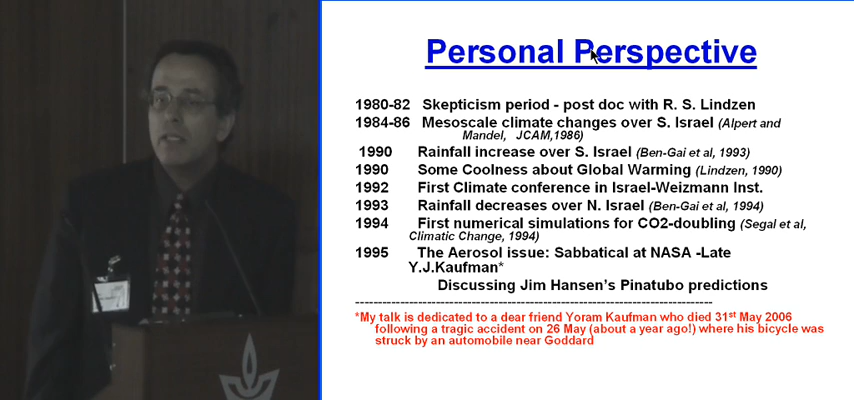 Personal Perspective
1980-82 Skepticism period - post doc with R. S. Lindzen
1984-86 Mesoscale climate changes over S. Israel (Alpert and
Mandel, JCAM,1986)
1990 Rainfall increase over S. Israel (Ben-Gai et al, 1993)
1990 Some Coolness about Global Warming (Lindzen, 1990)
1992 First Climate conference in Israel-Weizmann Inst.
1993 Rainfall decreases over N. Israel (Ben-Gai et al, 1994)
1994 First numerical simulations for CO2-doubling (Segal et al,
Climatic Change, 1994)
1995 The Aerosol issue: Sabbatical at NASA -Late
Y.J.Kaufman*
Discussing Jim Hansen's Pinatubo predictions
--------------------------------------------------------------------------------
*My talk is dedicated to a dear friend Yoram Kaufman who died 31st May 2006
following a tragic accident on 26 May (about a year ago!) where his bicycle was
struck by an automobile near Goddard